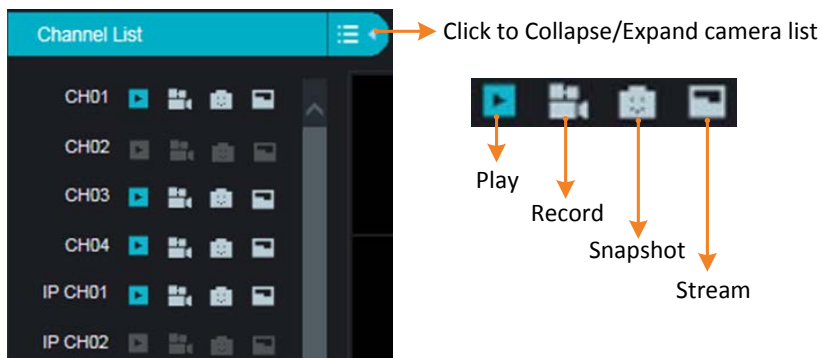 Channel List
Click to Collapse/Expand camera list
CH01
CH02
CH03
CH04
IP CH01
IP CH02
Play
Record
Snapshot
Stream